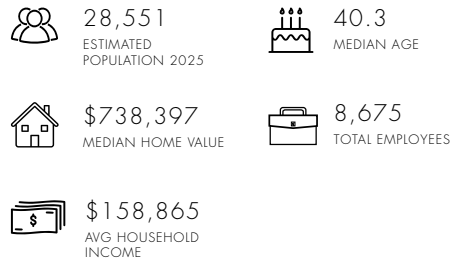 28,551
ESTIMATED
POPULATION 2025
40.3
MEDIAN AGE
$738,397
MEDIAN HOME VALUE
8,675
TOTAL EMPLOYEES
$
$158,865
AVG HOUSEHOLD
INCOME